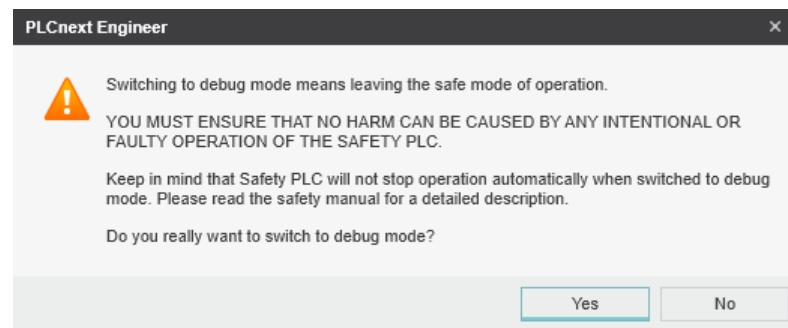 PLCnext Engineer
Switching to debug mode means leaving the safe mode of operation.
YOU MUST ENSURE THAT NO HARM CAN BE CAUSED BY ANY INTENTIONAL OR
FAULTY OPERATION OF THE SAFETY PLC.
Keep in mind that Safety PLC will not stop operation automatically when switched to debug
mode. Please read the safety manual for a detailed description.
Do you really want to switch to debug mode?
Yes No